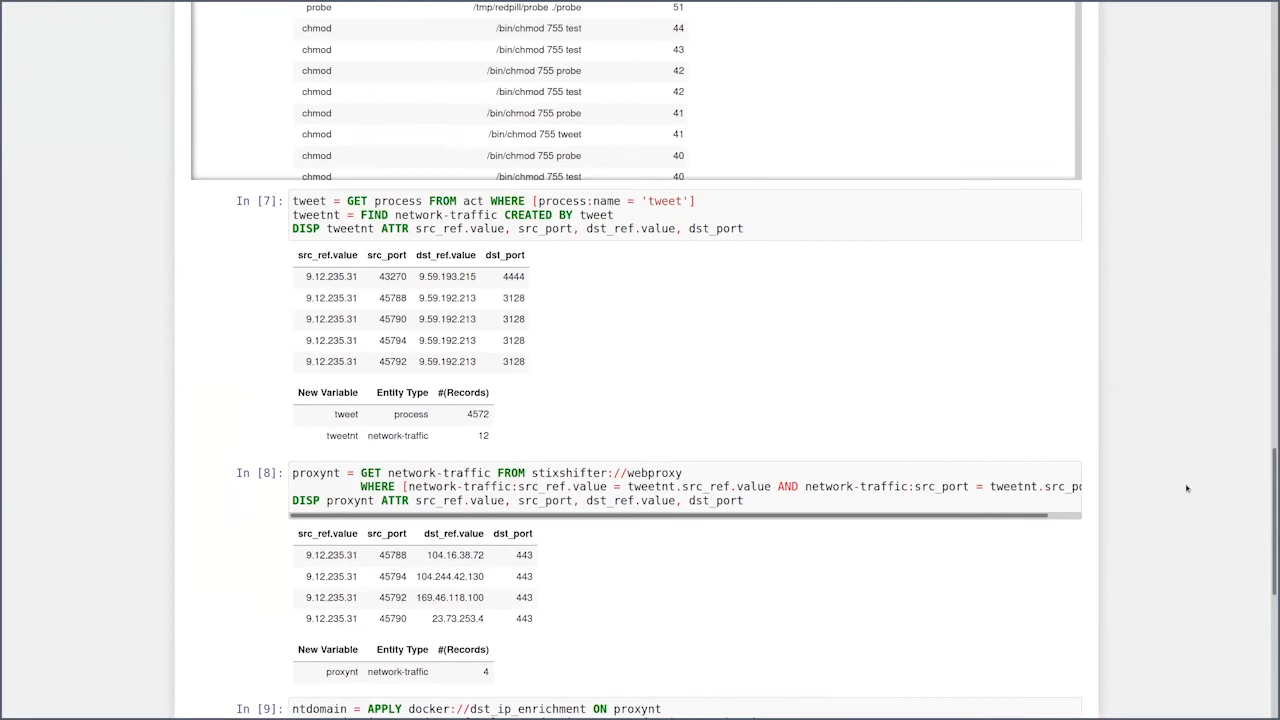 probe /tmp/redpill/probe ./probe 51
chmod /bin/chmod 755 test 44
chmod /bin/chmod 755 test 43
chmod /bin/chmod 755 probe 42
chmod /bin/chmod 755 test 42
chmod /bin/chmod 755 probe 41
chmod /bin/chmod 755 tweet 41
chmod /bin/chmod 755 probe 40
chmod /bin/chmod 755 test 40
In [7]: tweet = GET process FROM act WHERE [process:name = 'tweet']
tweetnt = FIND network-traffic CREATED BY tweet
DISP tweetnt ATTR src_ref.value, src_port, dst_ref.value, dst_port
src_ref.value src_port dst_ref.value dst_port
9.12.235.31 43270 9.59.193.215 4444
9.12.235.31 45788 9.59.192.213 3128
9.12.235.31 45790 9.59.192.213 3128
9.12.235.31 45794 9.59.192.213 3128
9.12.235.31 45792 9.59.192.213 3128
New Variable Entity Type #(Records)
tweet process 4572
tweetnt network-traffic 12
In [8]: proxynt = GET network-traffic FROM stixshifter://webproxy
WHERE [network-traffic:src_ref.value = tweetnt.src_ref.value AND network-traffic:src_port = tweetnt.src_po
DISP proxynt ATTR src_ref.value, src_port, dst_ref.value, dst_port
src_ref.value src_port dst_ref.value dst_port
9.12.235.31 45788 104.16.38.72 443
9.12.235.31 45794 104.244.42.130 443
9.12.235.31 45792 169.46.118.100 443
9.12.235.31 45790 23.73.253.4 443
New Variable Entity Type #(Records)
proxynt network-traffic 4
In [9]: ntdomain = APPLY docker://dst_ip_enrichment ON proxynt